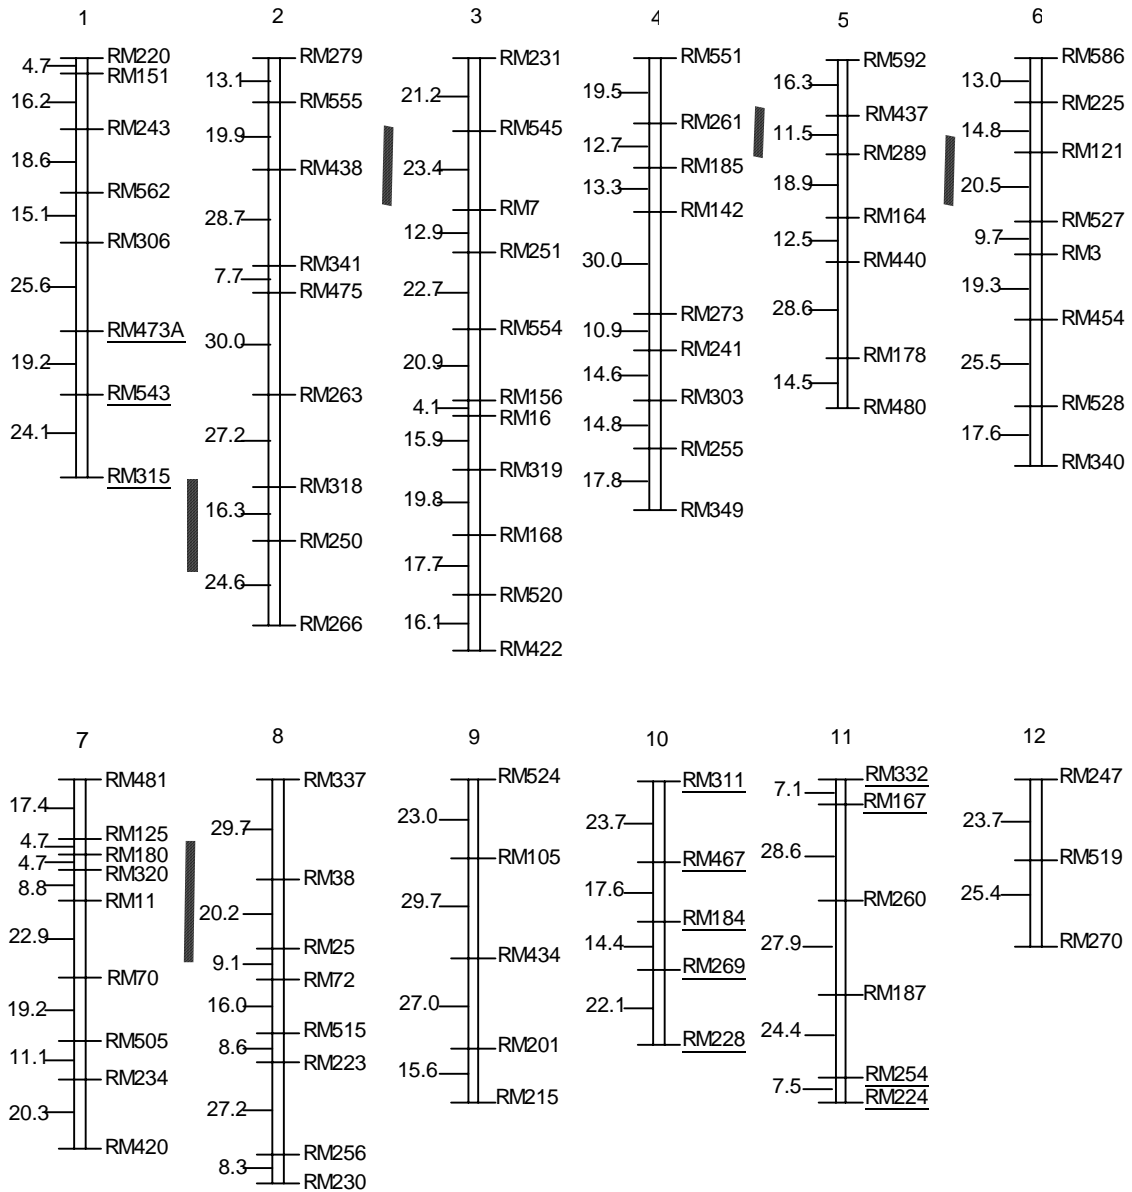 1
RM220
4.7
RM151
16.2
RM243
18.6
RM562
15.1
RM306
25.6
RM473A
19.2
RM543
24.1
RM315
2
RM279
13.1
RM555
19.9
RM438
28.7
RM341
7.7
RM475
30.0
RM263
27.2
RM318
16.3
RM250
24.6
RM266
3
RM231
21.2
RM545
23.4
RM7
12.9
RM251
22.7
RM554
20.9
RM156
4.1
RM16
15.9
RM319
19.8
RM168
17.7
RM520
16.1
RM422
4
RM551
19.5
RM261
12.7
RM185
13.3
RM142
30.0
RM273
10.9
RM241
14.6
RM303
14.8
RM255
17.8
RM349
5
RM592
16.3
RM437
11.5
RM289
18.9
RM164
12.5
RM440
28.6
RM178
14.5
RM480
6
RM586
13.0
RM225
14.8
RM121
20.5
RM527
9.7
RM3
19.3
RM454
25.5
RM528
17.6
RM340
7
RM481
17.4
RM125
4.7
RM180
4.7
RM320
8.8
RM11
22.9
RM70
19.2
RM505
11.1
RM234
20.3
RM420
8
RM337
29.7
RM38
20.2
RM25
9.1
RM72
16.0
RM515
8.6
RM223
27.2
RM256
8.3
RM230
9
RM524
23.0
RM105
29.7
RM434
27.0
RM201
15.6
RM215
10
RM311
23.7
RM467
17.6
RM184
14.4
RM269
22.1
RM228
11
RM332
7.1
RM167
28.6
RM260
27.9
RM187
24.4
RM254
7.5
RM224
12
RM247
23.7
RM519
25.4
RM270